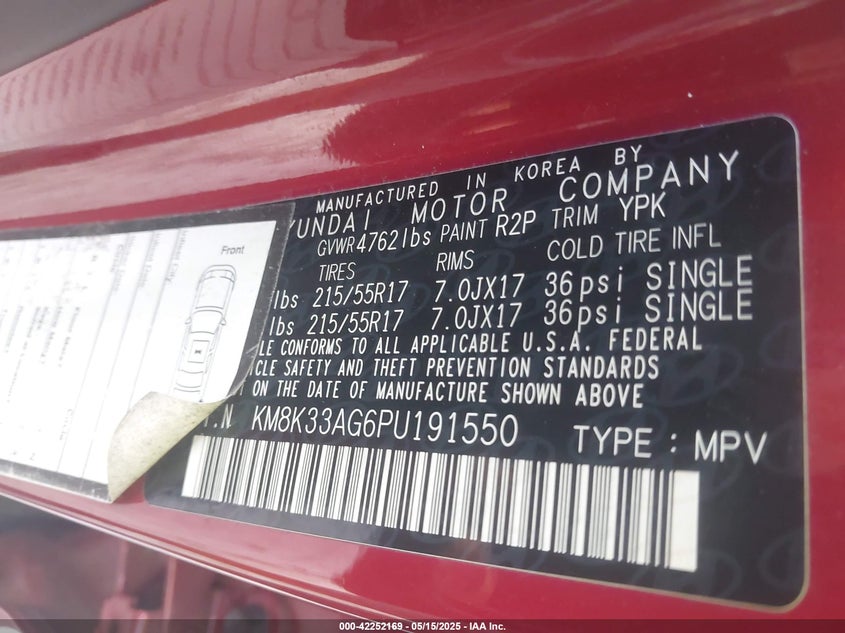 MANUFACTURED IN KOREA BY
YUNDAI MOTOR COMPANY
GVWR 4762 lbs PAINT R2P TRIM YPK
TIRES RIMS COLD TIRE INFL
lbs 215/55R17 7.0JX17 36psi SINGLE
lbs 215/55R17 7.0JX17 36psi SINGLE
LE CONFORMS TO ALL APPLICABLE U.S.A. FEDERAL
CLE SAFETY AND THEFT PREVENTION STANDARDS
ON THE DATE OF MANUFACTURE SHOWN ABOVE
.N KM8K33AG6PU191550 TYPE : MPV
Front
000-42252169 - 05/15/2025 - IAA Inc.